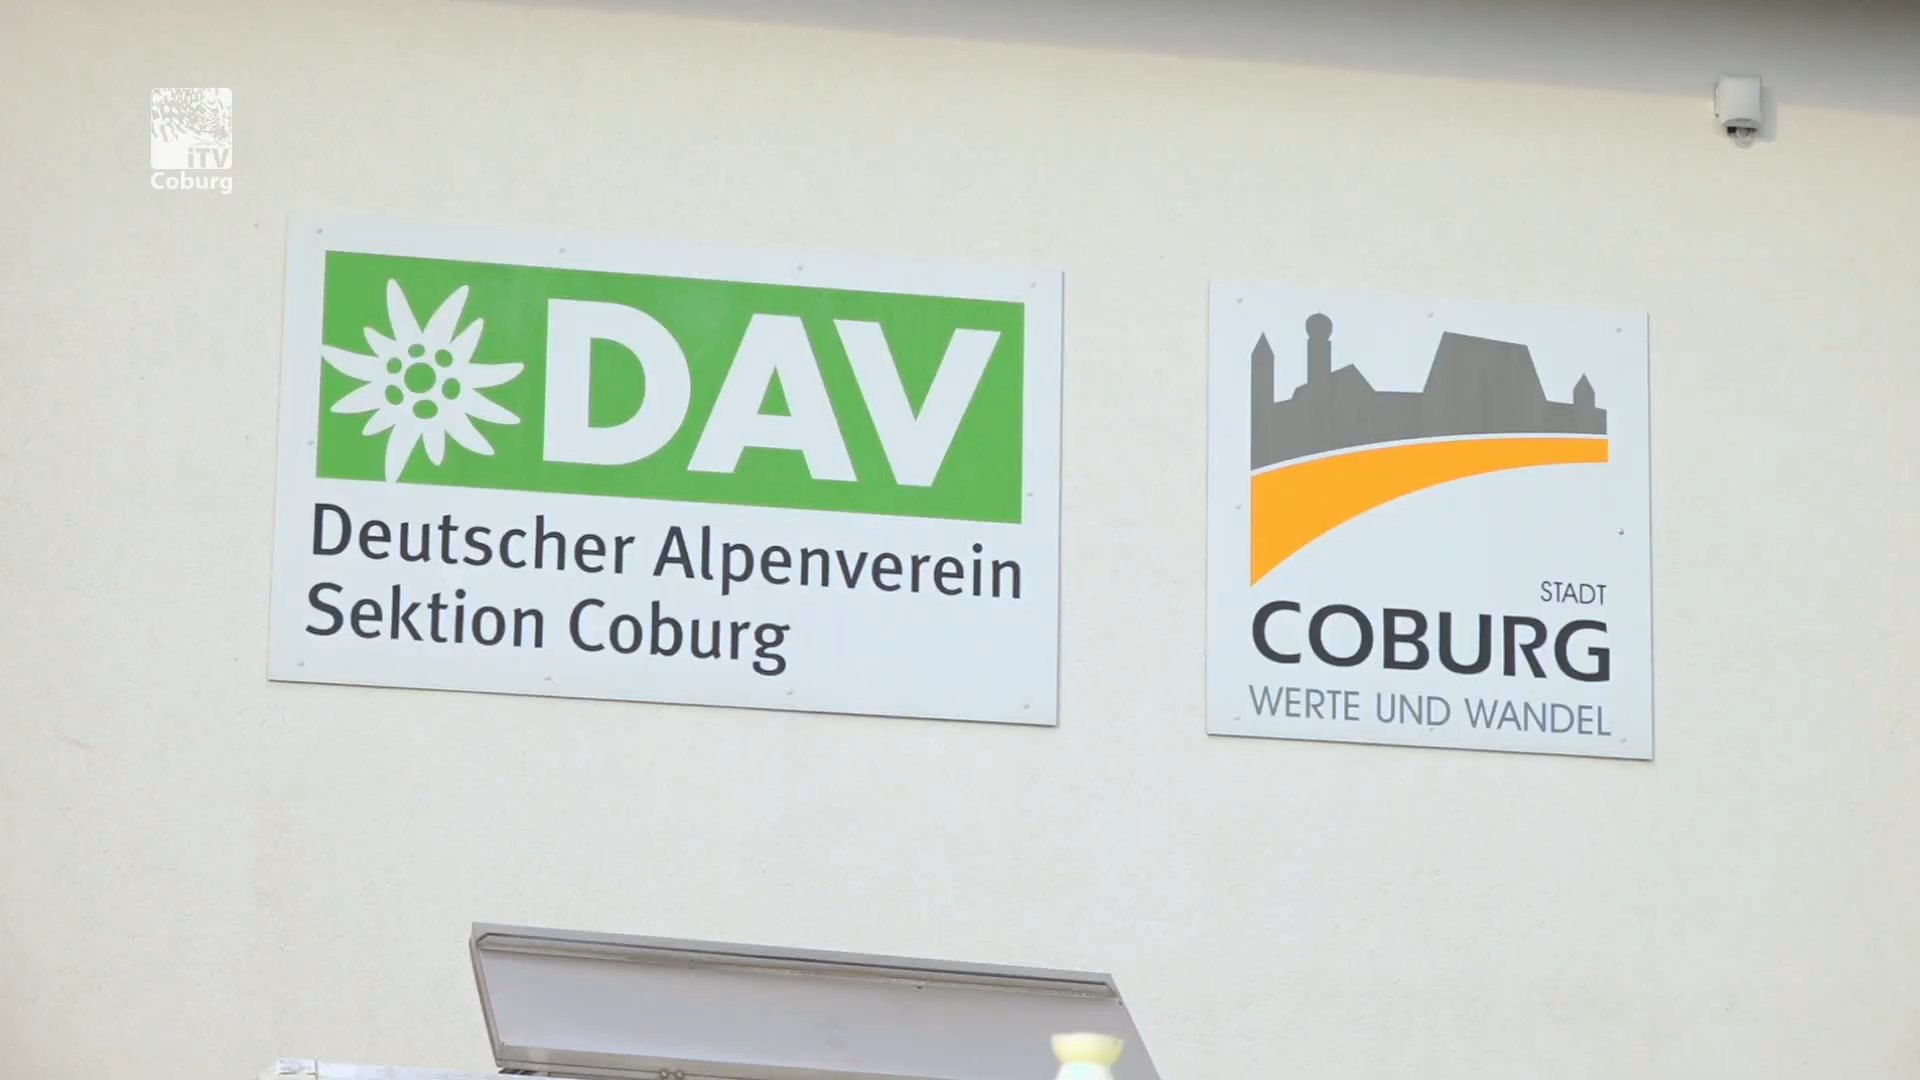 iTV
Coburg
DAV
Deutscher Alpenverein
Sektion Coburg
STADT
COBURG
WERTE UND WANDEL